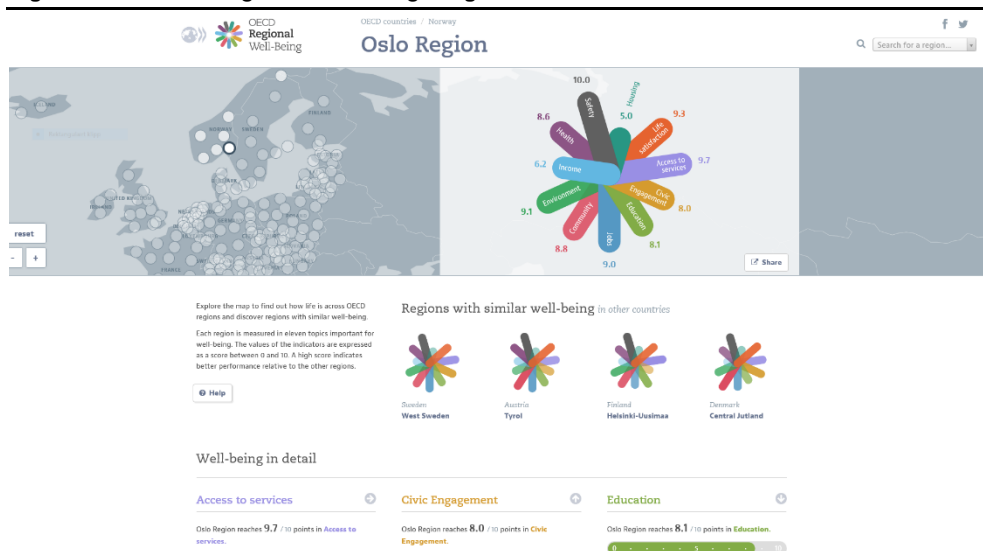 OECD
Regional
Well-Being
OECD countries / Norway
Oslo Region
Search for a region...
ICELAND
FINLAND
NORWAY SWEDEN
FRANCE
reset
- +
10.0
Safety
Housing
5.0
9.3
Life
satisfaction
8.6
Health
6.2
Income
Access to
services
9.7
9.1
Environment
Civic
Engagement
8.0
Community
8.8
Jobs
9.0
Education
8.1
Share
Explore the map to find out how life is across OECD
regions and discover regions with similar well-being.
Each region is measured in eleven topics important for
well-being. The values of the indicators are expressed
as a score between 0 and 10. A high score indicates
better performance relative to the other regions.
Help
Regions with similar well-being in other countries
Sweden
West Sweden
Austria
Tyrol
Finland
Helsinki-Uusimaa
Denmark
Central Jutland
Well-being in detail
Access to services
Oslo Region reaches 9.7 / 10 points in Access to
services.
Civic Engagement
Oslo Region reaches 8.0 / 10 points in Civic
Engagement.
Education
Oslo Region reaches 8.1 / 10 points in Education.
0 5 10